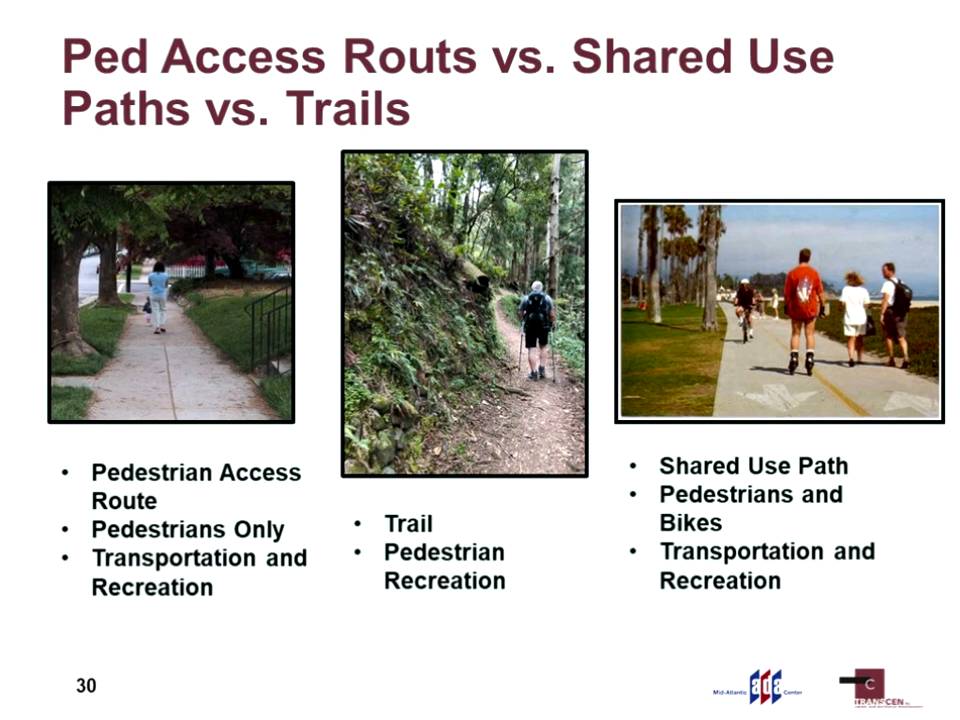 Ped Access Routs vs. Shared Use
Paths vs. Trails
• Pedestrian Access
Route
• Pedestrians Only
• Transportation and
Recreation
• Trail
• Pedestrian
Recreation
• Shared Use Path
• Pedestrians and
Bikes
• Transportation and
Recreation
30
Mid-Atlantic ada Center
C
TRANSCEN